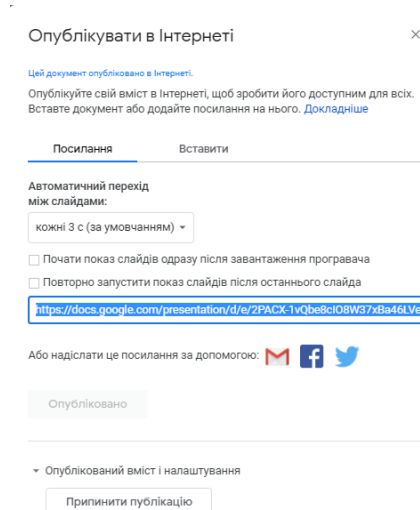 Опублікувати в Інтернеті
Цей документ опубліковано в Інтернеті.
Опублікуйте свій вміст в Інтернеті, щоб зробити його доступним для всіх.
Вставте документ або додайте посилання на нього. Докладніше
Посилання Вставити
Автоматичний перехід
між слайдами:
кожні 3 с (за умовчанням)
Почати показ слайдів одразу після завантаження програвача
Повторно запустити показ слайдів після останнього слайда
https://docs.google.com/presentation/d/e/2PACX-1vQbe8cIO8W37xBa46LVe
Або надіслати це посилання за допомогою:
Опубліковано
Опублікований вміст і налаштування
Припинити публікацію